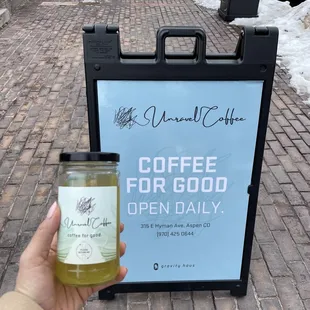 Unravel Coffee
COFFEE
FOR GOOD
OPEN DAILY.
315 E Hyman Ave, Aspen CO
(970) 425 0644
gravity haus
Unravel Coffee
coffee for good